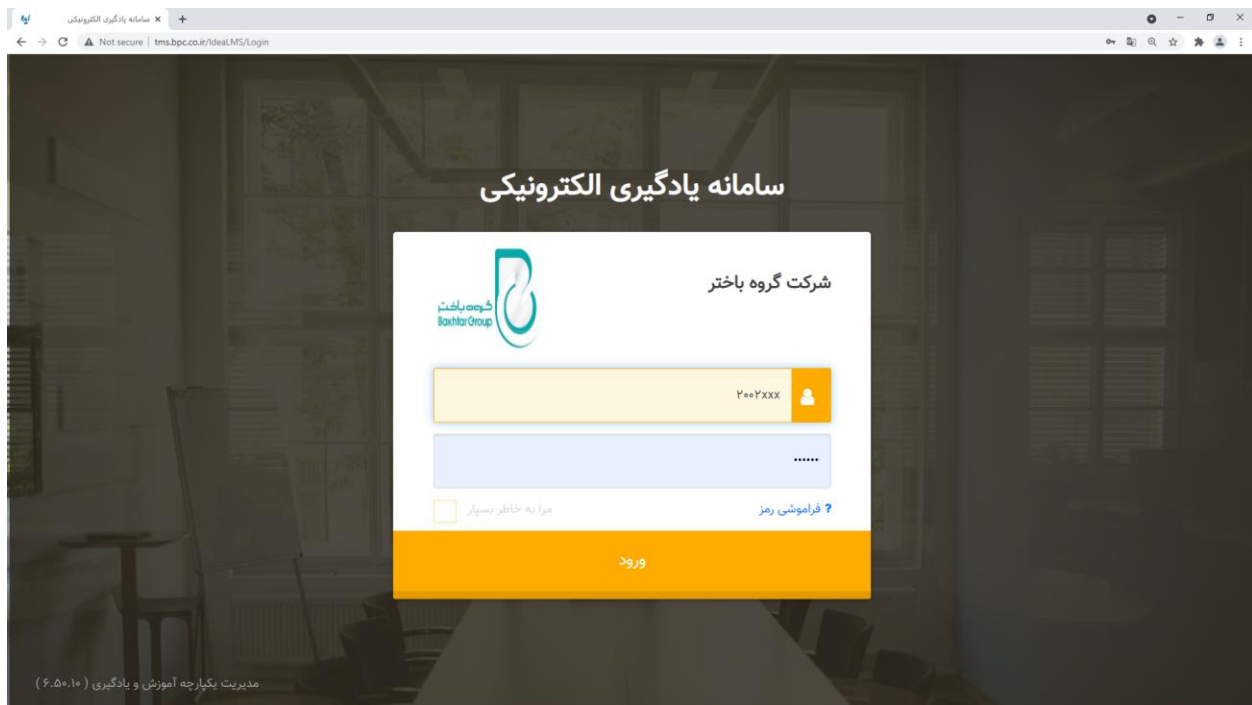 سامانه یادگیری الکترونیکی
Not secure | tms.bpc.co.ir/IdeaLMS/Login
سامانه یادگیری الکترونیکی
شرکت گروه باختر
گروه باختر
Baxhtar Group
۲۰۰۲xxx
••••••
? فراموشی رمز
مرا به خاطر بسپار
ورود
مدیریت یکپارچه آموزش و یادگیری ( ۶.۵۰.۱۰ )